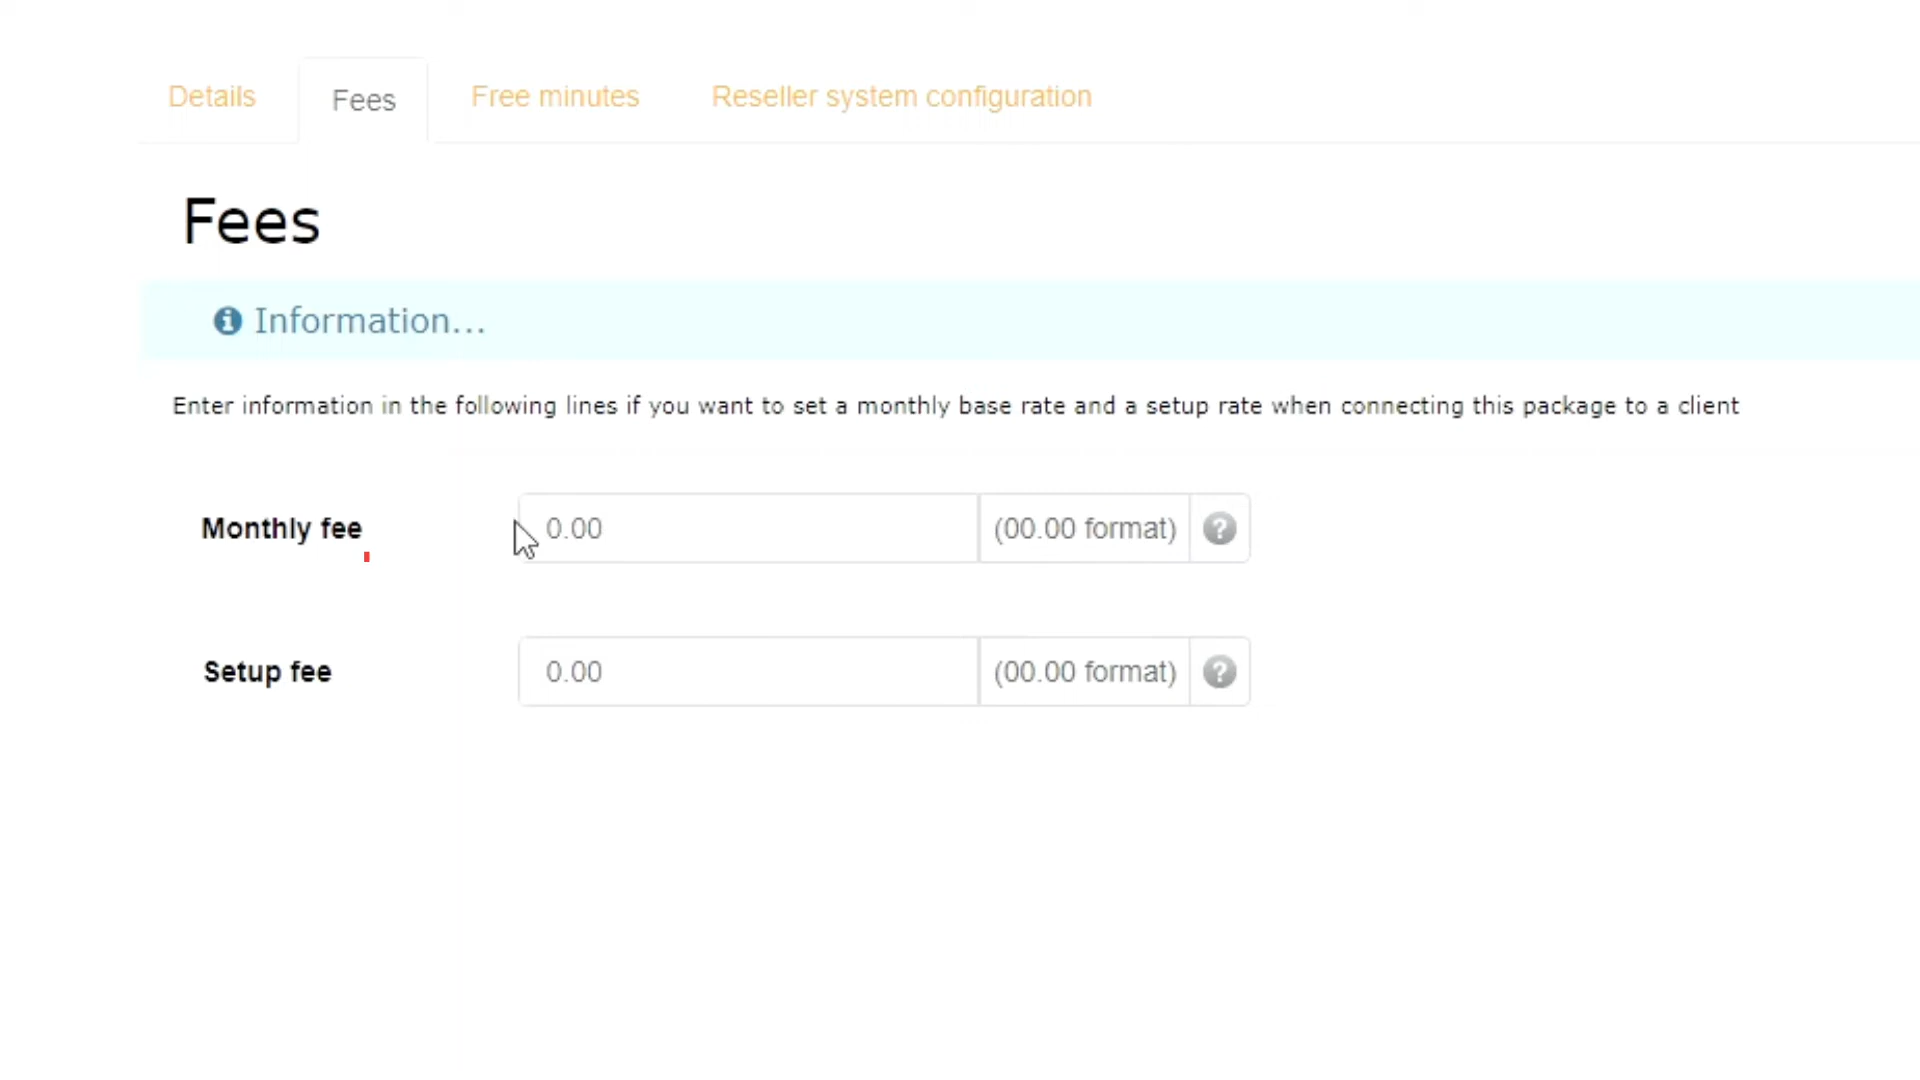 Details Fees Free minutes Reseller system configuration
Fees
Information...
Enter information in the following lines if you want to set a monthly base rate and a setup rate when connecting this package to a client
Monthly fee 0.00 (00.00 format) ?
Setup fee 0.00 (00.00 format) ?